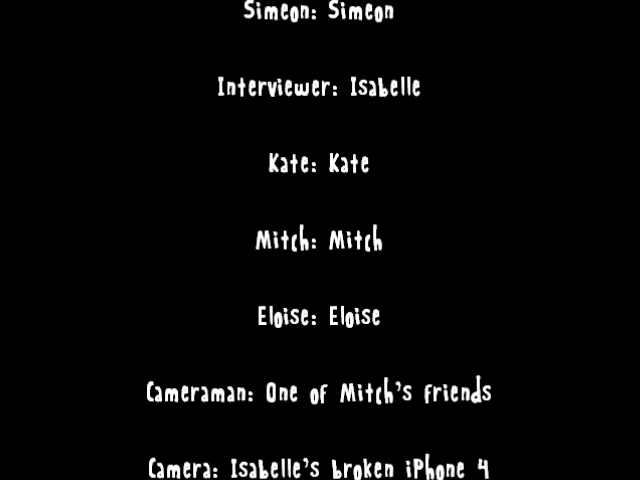 Simeon: Simeon
Interviewer: Isabelle
Kate: Kate
Mitch: Mitch
Eloise: Eloise
Cameraman: One of Mitch's friends
Camera: Isabelle's broken iPhone 4